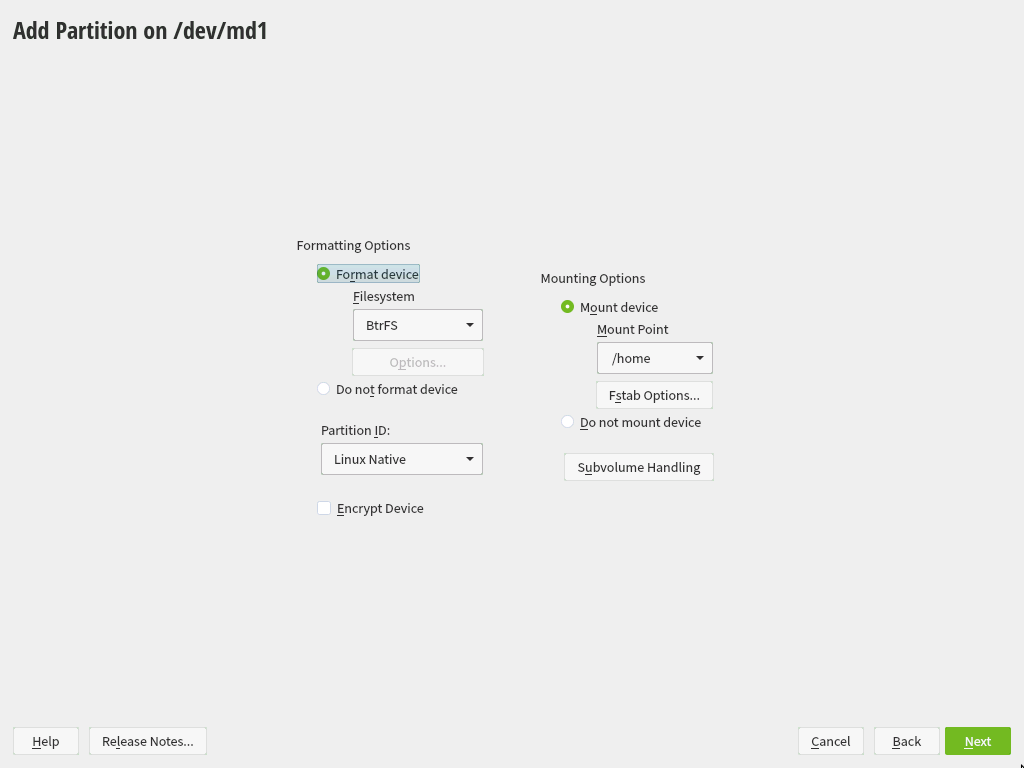 Add Partition on /dev/md1
Formatting Options
Format device
Filesystem
BtrFS
Options...
Do not format device
Partition ID:
Linux Native
Encrypt Device
Mounting Options
Mount device
Mount Point
/home
Fstab Options...
Do not mount device
Subvolume Handling
Help
Release Notes...
Cancel
Back
Next